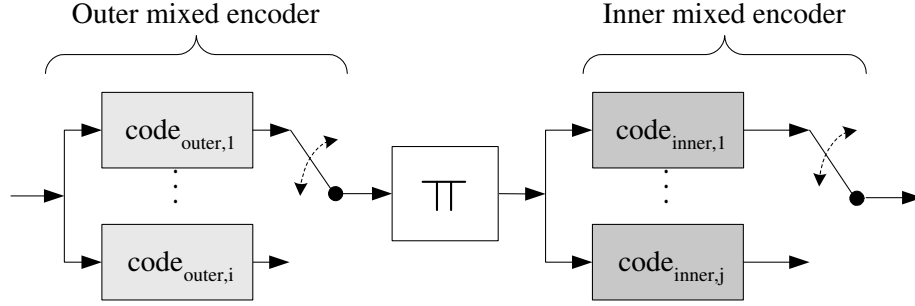 Outer mixed encoder
Inner mixed encoder
code_outer,1
code_inner,1
π
code_outer,i
code_inner,j